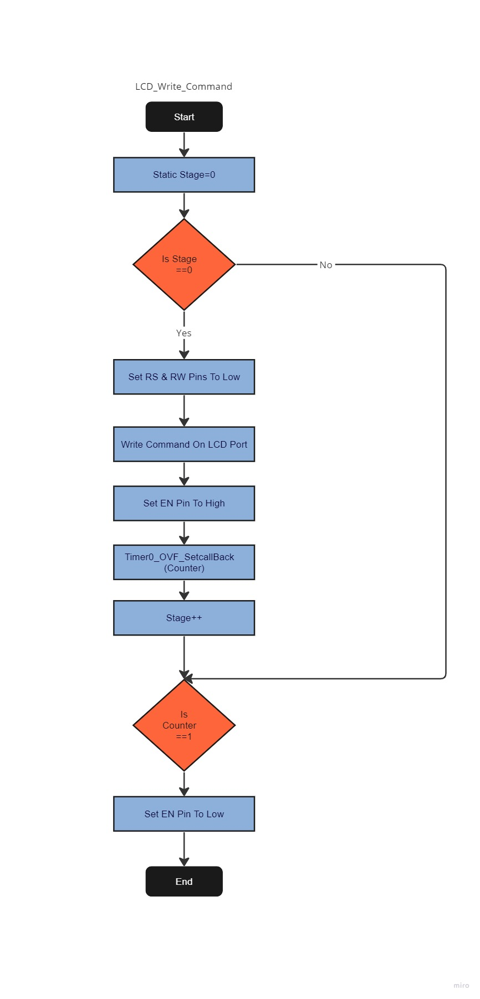 LCD_Write_Command
Start
Static Stage=0
Is Stage
==0
No
Yes
Set RS & RW Pins To Low
Write Command On LCD Port
Set EN Pin To High
Timer0_OVF_SetcallBack
(Counter)
Stage++
Is
Counter
==1
Set EN Pin To Low
End
miro